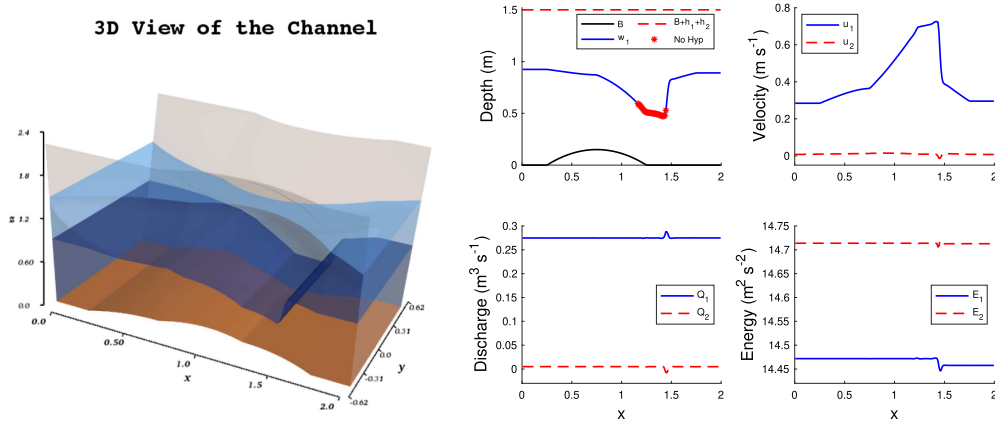 3D View of the Channel
2.4
1.8
1.2
0.60
0.0
z
0.0
0.50
1.0
1.5
2.0
x
0.62
0.31
0.0
-0.31
-0.62
y
Depth (m)
1.5
1
0.5
0
0 0.5 1 1.5 2
B
w1
B+h1+h2
No Hyp
Velocity (m s-1)
0.8
0.6
0.4
0.2
0
0 0.5 1 1.5 2
u1
u2
Discharge (m3 s-1)
0.3
0.25
0.2
0.15
0.1
0.05
0
0 0.5 1 1.5 2
x
Q1
Q2
Energy (m2 s-2)
14.75
14.7
14.65
14.6
14.55
14.5
14.45
0 0.5 1 1.5 2
x
E1
E2